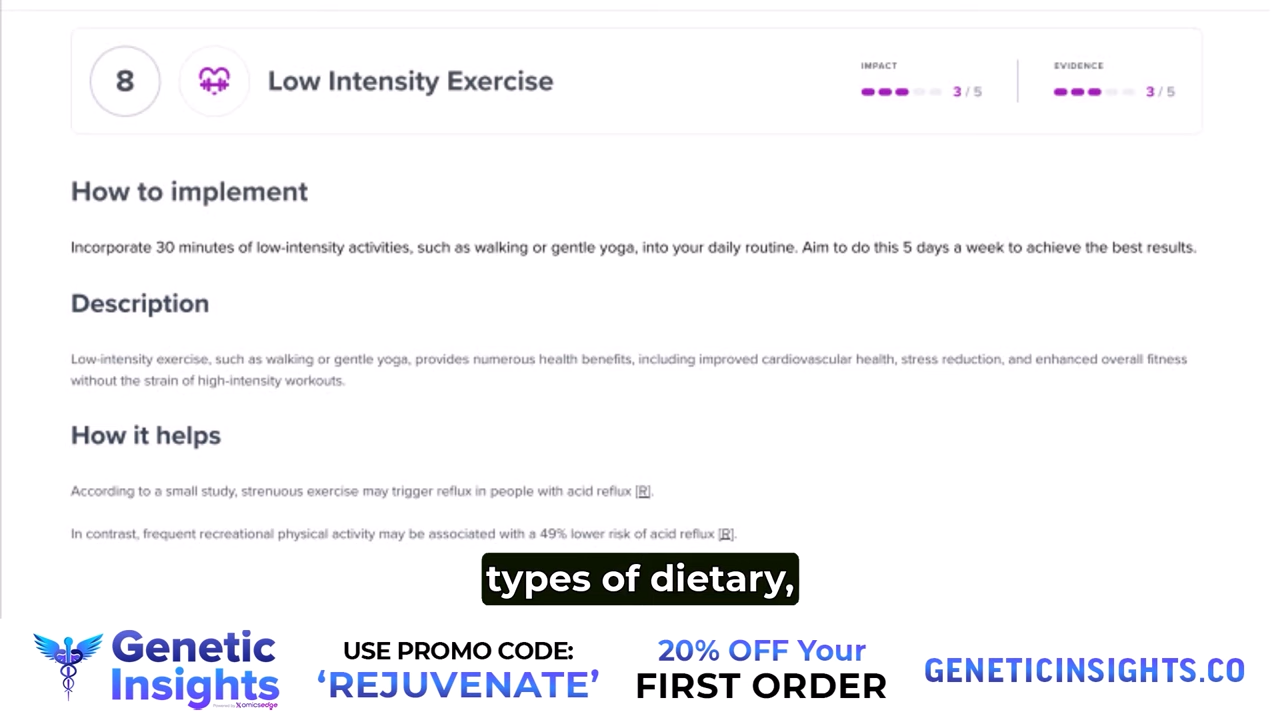 8
Low Intensity Exercise
IMPACT
3 / 5
EVIDENCE
3 / 5
How to implement
Incorporate 30 minutes of low-intensity activities, such as walking or gentle yoga, into your daily routine. Aim to do this 5 days a week to achieve the best results.
Description
Low-intensity exercise, such as walking or gentle yoga, provides numerous health benefits, including improved cardiovascular health, stress reduction, and enhanced overall fitness
without the strain of high-intensity workouts.
How it helps
According to a small study, strenuous exercise may trigger reflux in people with acid reflux [R].
In contrast, frequent recreational physical activity may be associated with a 49% lower risk of acid reflux [R].
types of dietary,
Genetic
Insights
Powered by Xomicsedge
USE PROMO CODE:
‘REJUVENATE’
20% OFF Your
FIRST ORDER
GENETICINSIGHTS.CO